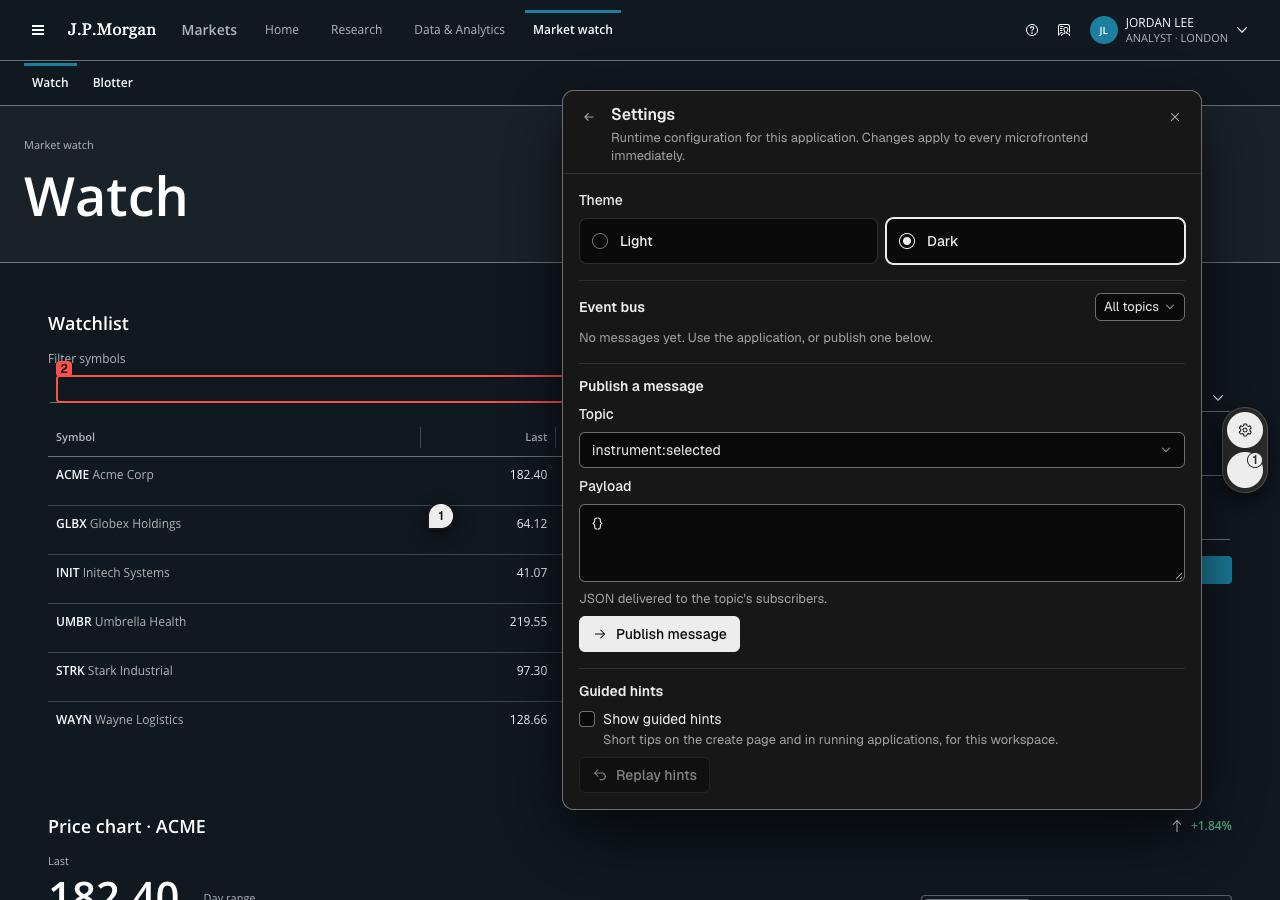 J.P.Morgan
Markets
Home
Research
Data & Analytics
Market watch
JL
JORDAN LEE
ANALYST · LONDON
Watch
Blotter
Market watch
Watch
Settings
Runtime configuration for this application. Changes apply to every microfrontend
immediately.
Theme
Light
Dark
Event bus
All topics
No messages yet. Use the application, or publish one below.
Publish a message
Topic
instrument:selected
Payload
{}
JSON delivered to the topic's subscribers.
Publish message
Guided hints
Show guided hints
Short tips on the create page and in running applications, for this workspace.
Replay hints
Watchlist
Filter symbols
2
Symbol
Last
ACME Acme Corp
182.40
GLBX Globex Holdings
1
64.12
INIT Initech Systems
41.07
UMBR Umbrella Health
219.55
STRK Stark Industrial
97.30
WAYN Wayne Logistics
128.66
1
Price chart · ACME
+1.84%
Last
182.40
Day range